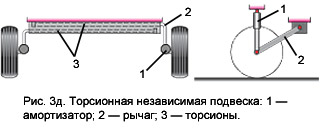 2
1
3
1
2
Рис. 3д. Торсионная независимая подвеска: 1 —
амортизатор; 2 — рычаг; 3 — торсионы.